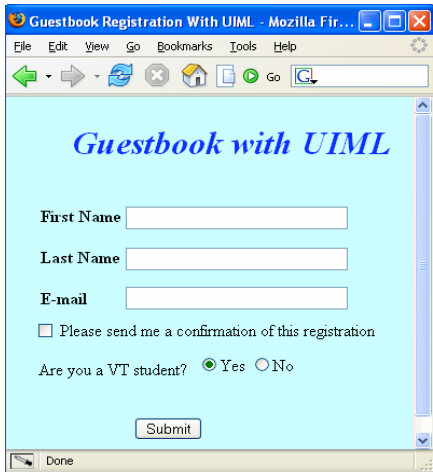 Guestbook Registration With UIML - Mozilla Fir...
File Edit View Go Bookmarks Tools Help
Go G
Guestbook with UIML
First Name
Last Name
E-mail
Please send me a confirmation of this registration
Are you a VT student? Yes No
Submit
Done